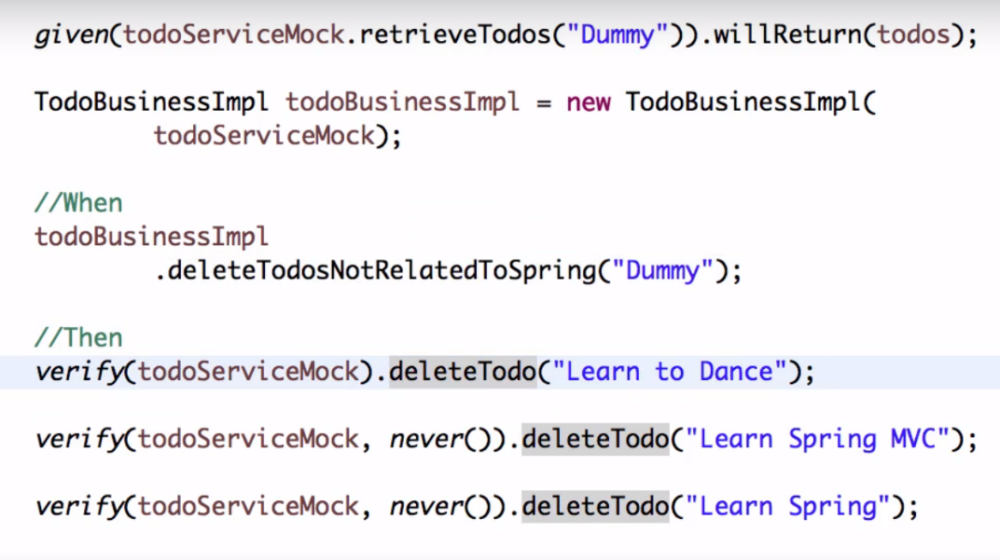 given(todoServiceMock.retrieveTodos("Dummy")).willReturn(todos);
TodoBusinessImpl todoBusinessImpl = new TodoBusinessImpl(
todoServiceMock);
//When
todoBusinessImpl
.deleteTodosNotRelatedToSpring("Dummy");
//Then
verify(todoServiceMock).deleteTodo("Learn to Dance");
verify(todoServiceMock, never()).deleteTodo("Learn Spring MVC");
verify(todoServiceMock, never()).deleteTodo("Learn Spring");